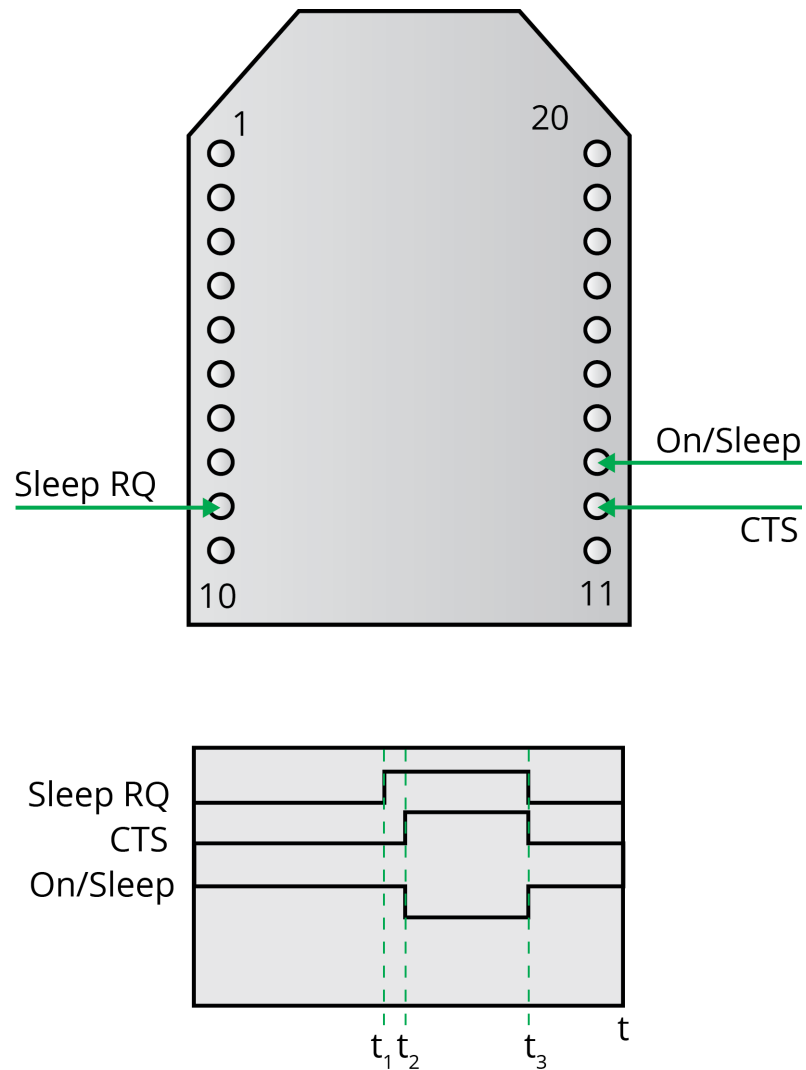 1
20
On/Sleep
Sleep RQ
CTS
10
11
Sleep RQ
CTS
On/Sleep
t
t₁ t₂ t₃